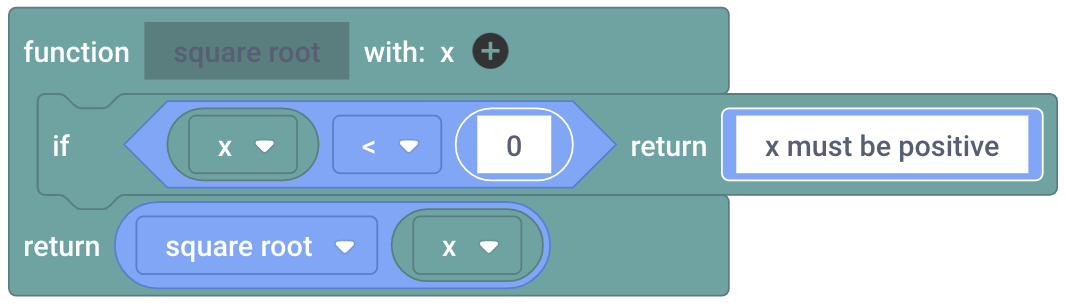 function square root with: x +
if x < 0 return x must be positive
return square root x